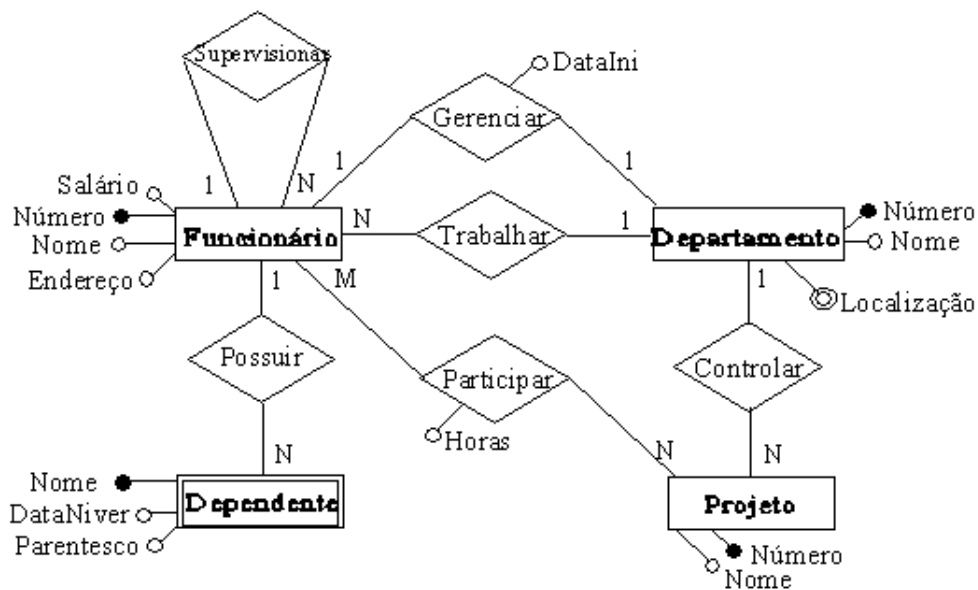 Supervisionar
DataIni
Gerenciar
1
1
Salário
1
N
Número
Nome
Funcionário
N
Trabalhar
1
Departamento
Número
Nome
Endereço
1
M
1
Localização
Possuir
Participar
Controlar
Horas
N
N
N
Nome
Dependente
DataNiver
Parentesco
Projeto
Número
Nome